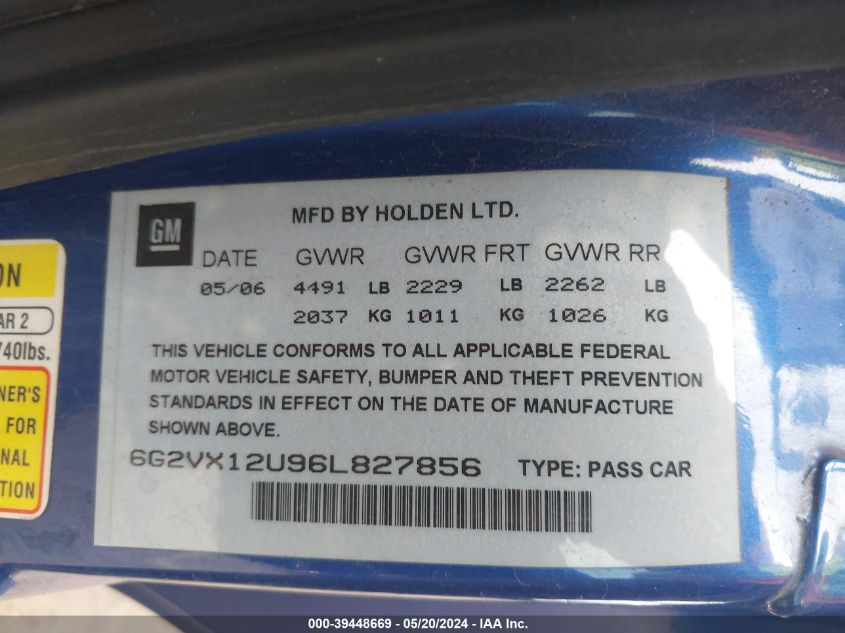 GM
MFD BY HOLDEN LTD.
DATE GVWR GVWR FRT GVWR RR
05/06 4491 LB 2229 LB 2262 LB
2037 KG 1011 KG 1026 KG
THIS VEHICLE CONFORMS TO ALL APPLICABLE FEDERAL
MOTOR VEHICLE SAFETY, BUMPER AND THEFT PREVENTION
STANDARDS IN EFFECT ON THE DATE OF MANUFACTURE
SHOWN ABOVE.
6G2VX12U96L827856 TYPE: PASS CAR
ON
AR 2
740lbs.
NER'S
FOR
NAL
TION
000-39448669 - 05/20/2024 - IAA Inc.